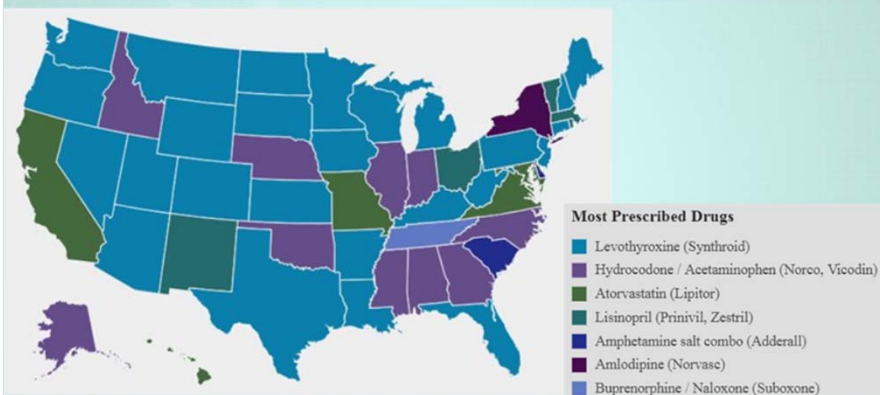 Most Prescribed Drugs
Levothyroxine (Synthroid)
Hydrocodone / Acetaminophen (Norco, Vicodin)
Atorvastatin (Lipitor)
Lisinopril (Prinivil, Zestril)
Amphetamine salt combo (Adderall)
Amlodipine (Norvasc)
Buprenorphine / Naloxone (Suboxone)